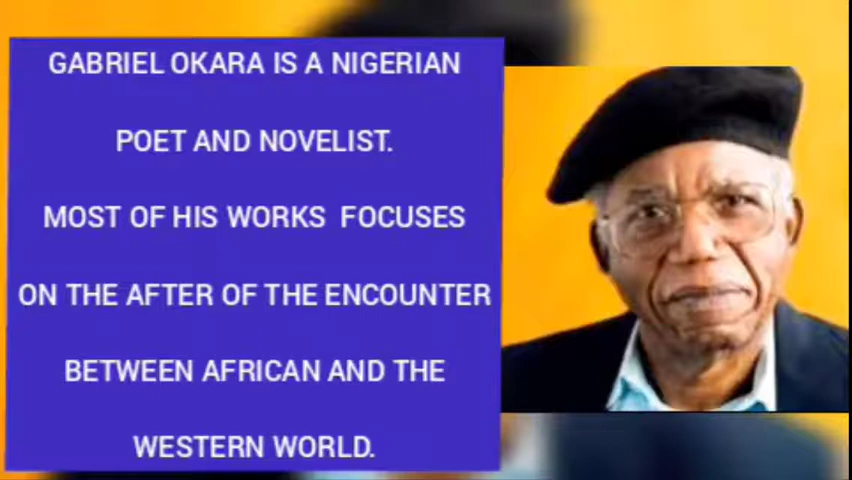 GABRIEL OKARA IS A NIGERIAN
POET AND NOVELIST.
MOST OF HIS WORKS FOCUSES
ON THE AFTER OF THE ENCOUNTER
BETWEEN AFRICAN AND THE
WESTERN WORLD.